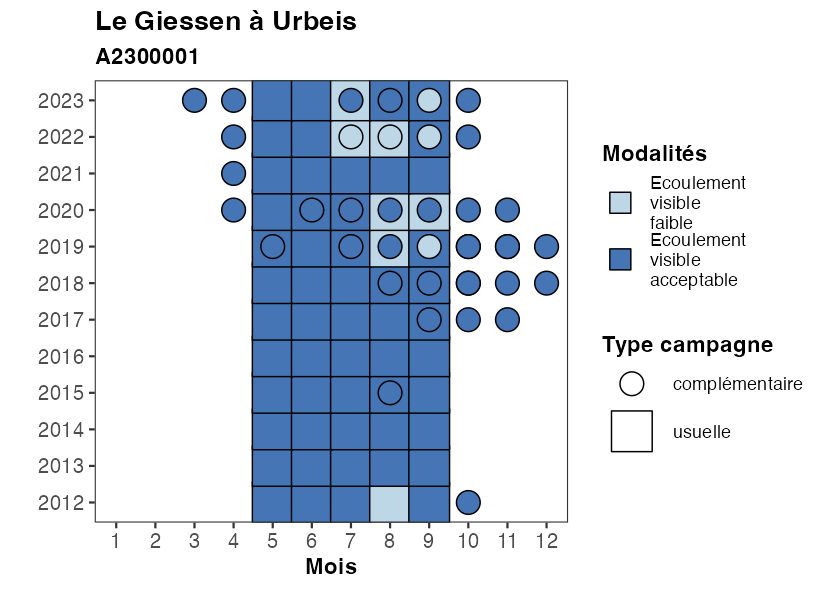 Le Giessen à Urbeis
A2300001
2023
2022
2021
2020
2019
2018
2017
2016
2015
2014
2013
2012
1 2 3 4 5 6 7 8 9 10 11 12
Mois
Modalités
Ecoulement
visible
faible
Ecoulement
visible
acceptable
Type campagne
complémentaire
usuelle